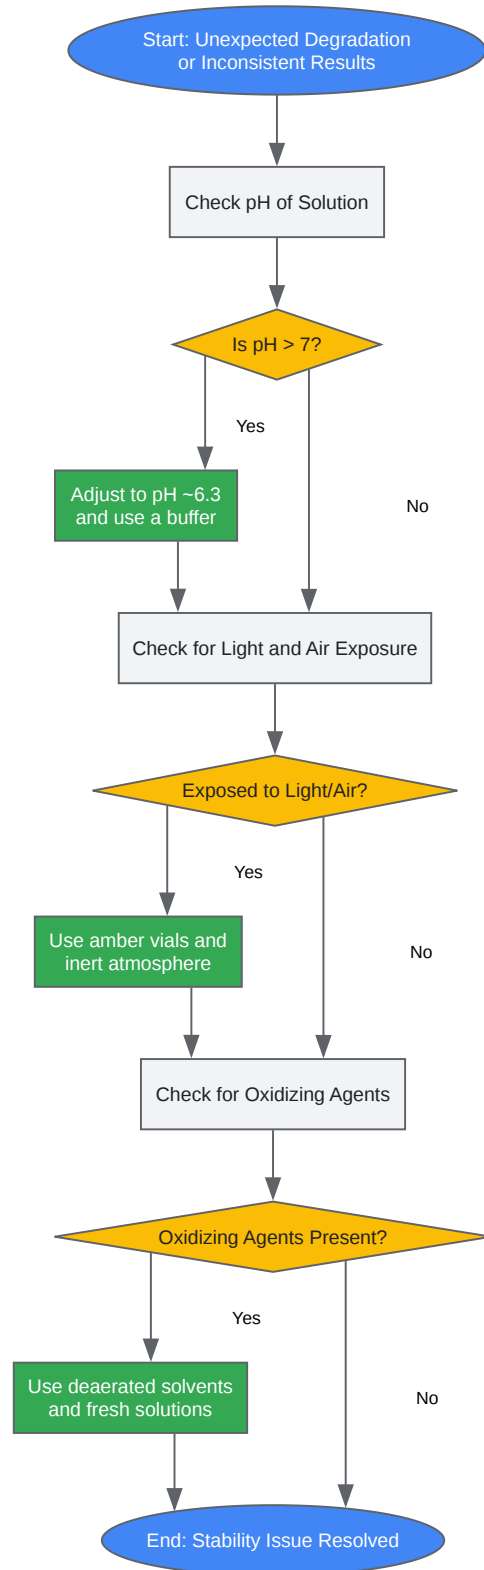 Start: Unexpected Degradation
or Inconsistent Results
Check pH of Solution
Is pH > 7?
Yes
Adjust to pH ~6.3
and use a buffer
No
Check for Light and Air Exposure
Exposed to Light/Air?
Yes
Use amber vials and
inert atmosphere
No
Check for Oxidizing Agents
Oxidizing Agents Present?
Yes
Use deaerated solvents
and fresh solutions
No
End: Stability Issue Resolved